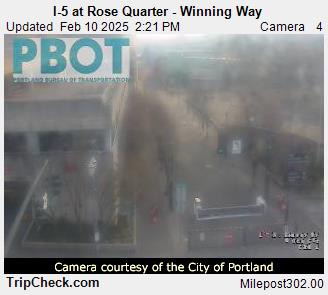 I-5 at Rose Quarter - Winning Way
Updated Feb 10 2025 2:21 PM Camera 4
PBOT
PORTLAND BUREAU OF TRANSPORTATION
Camera courtesy of the City of Portland
TripCheck.com Milepost302.00